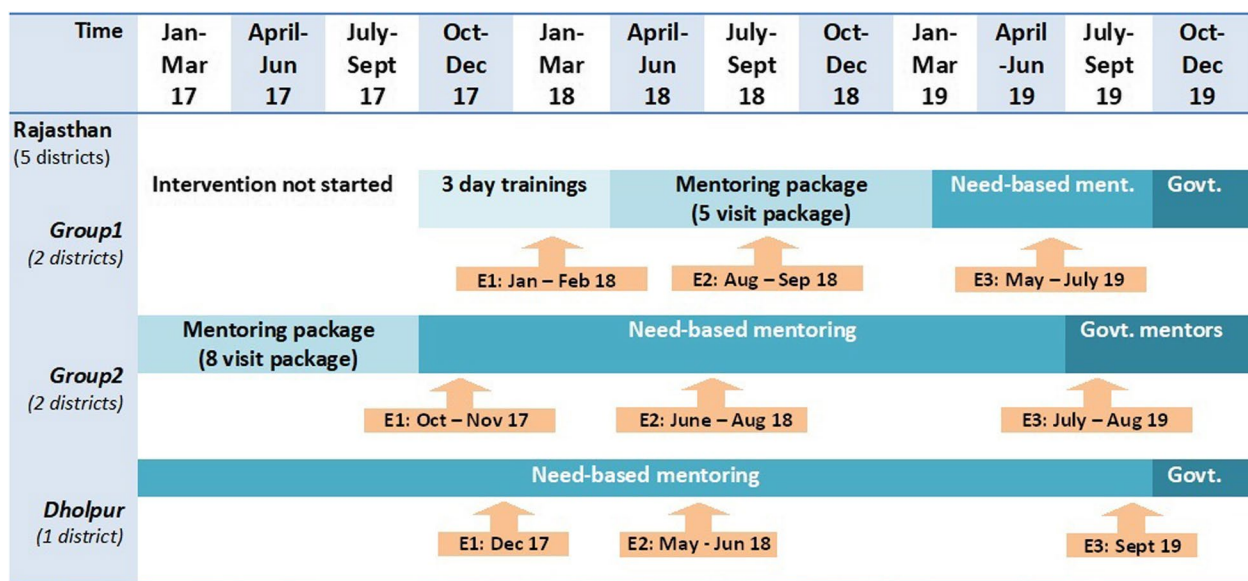 Time
Jan-
Mar
17
April-
Jun
17
July-
Sept
17
Oct-
Dec
17
Jan-
Mar
18
April-
Jun
18
July-
Sept
18
Oct-
Dec
18
Jan-
Mar
19
April
-Jun
19
July-
Sept
19
Oct-
Dec
19
Rajasthan
(5 districts)
Intervention not started
3 day trainings
Mentoring package
(5 visit package)
Need-based ment.
Govt.
Group1
(2 districts)
E1: Jan – Feb 18
E2: Aug – Sep 18
E3: May – July 19
Mentoring package
(8 visit package)
Need-based mentoring
Govt. mentors
Group2
(2 districts)
E1: Oct – Nov 17
E2: June – Aug 18
E3: July – Aug 19
Need-based mentoring
Govt.
Dholpur
(1 district)
E1: Dec 17
E2: May - Jun 18
E3: Sept 19